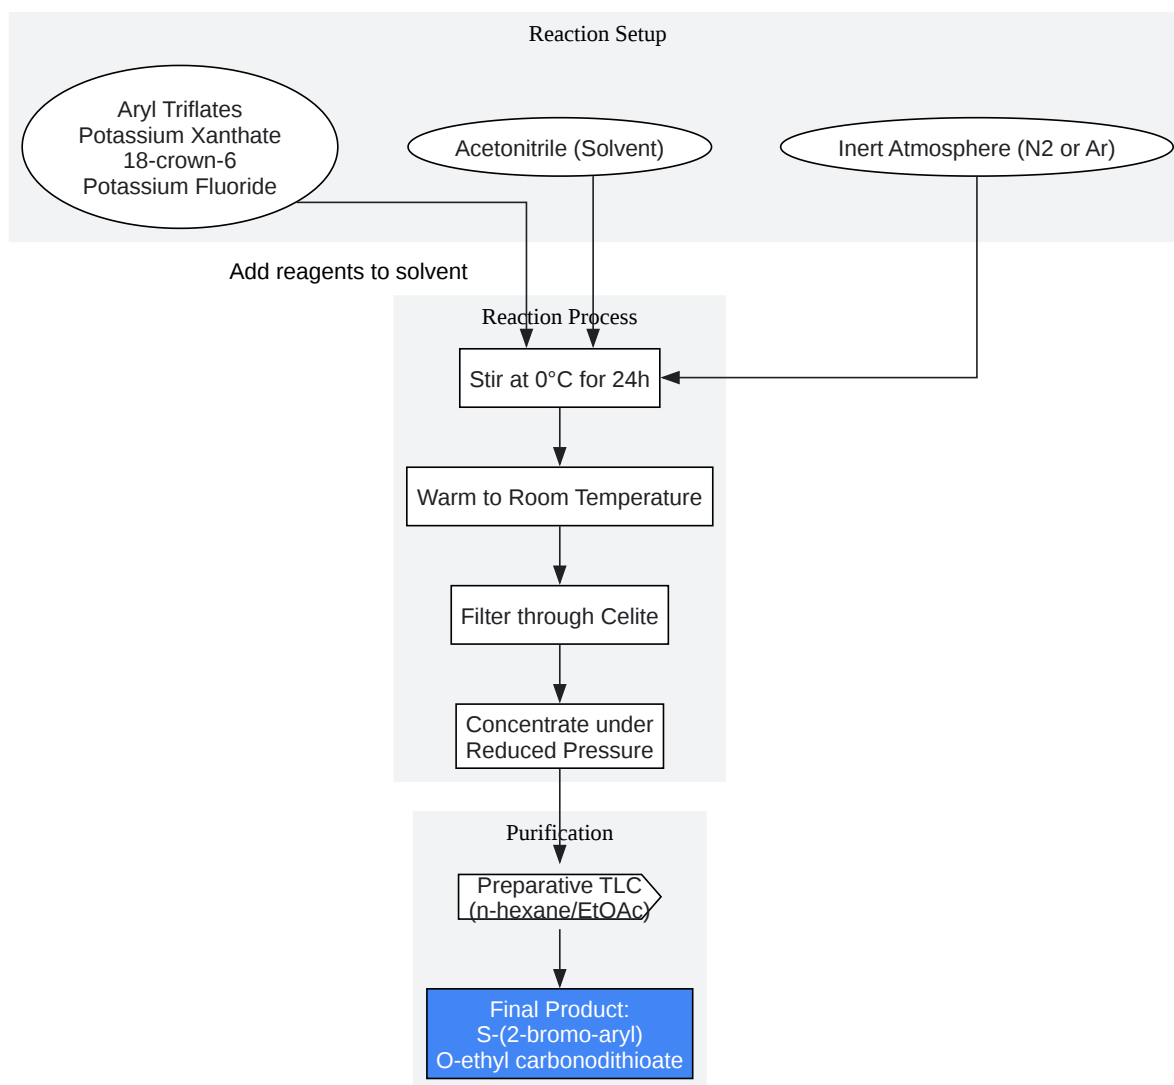 Reaction Setup
Aryl Triflates
Potassium Xanthate
18-crown-6
Potassium Fluoride
Acetonitrile (Solvent)
Inert Atmosphere (N2 or Ar)
Add reagents to solvent
Reaction Process
Stir at 0°C for 24h
Warm to Room Temperature
Filter through Celite
Concentrate under
Reduced Pressure
Purification
Preparative TLC
(n-hexane/EtOAc)
Final Product:
S-(2-bromo-aryl)
O-ethyl carbonodithioate